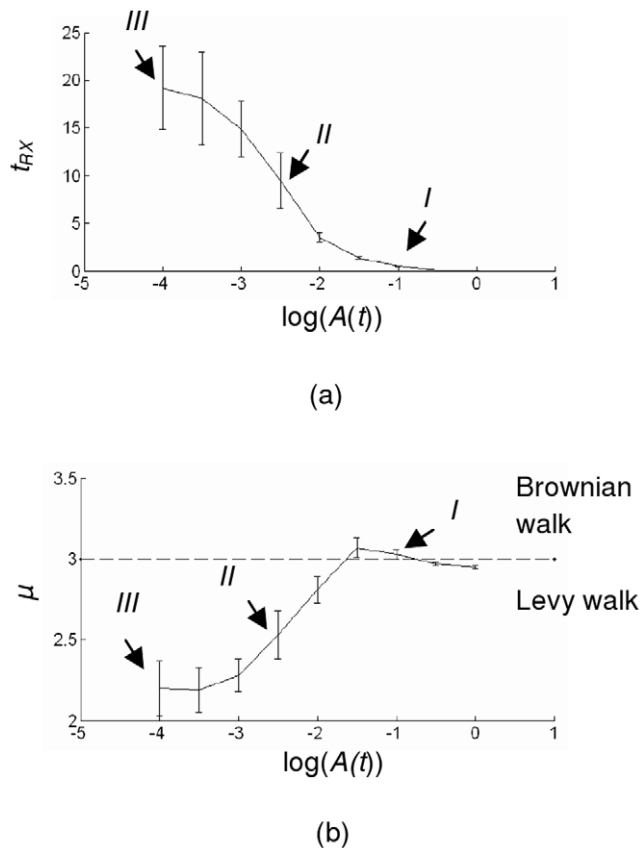 III
25
20
15
10
5
0
t_RX
II
I
-5 -4 -3 -2 -1 0 1
log(A(t))
(a)
3.5
3
2.5
2
μ
Brownian
walk
I
Levy walk
II
III
-5 -4 -3 -2 -1 0 1
log(A(t))
(b)